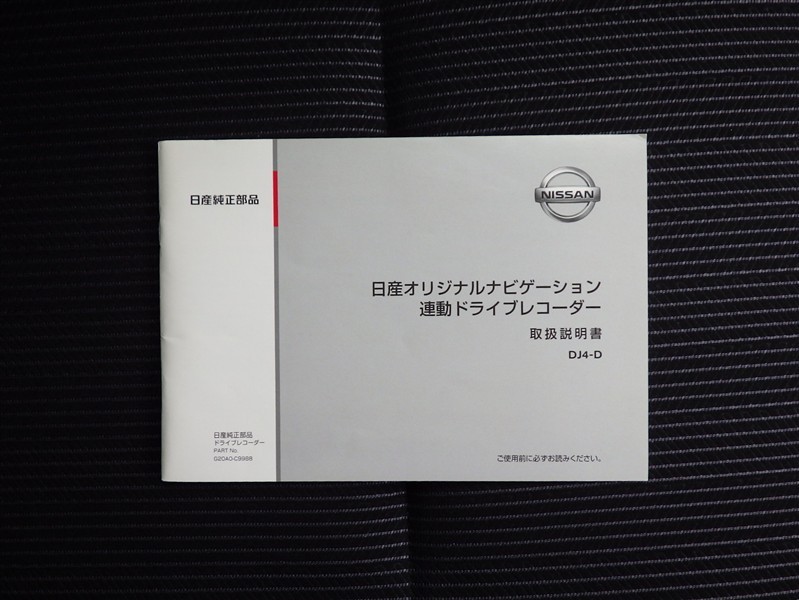 日産純正部品
NISSAN
日産オリジナルナビゲーション
連動ドライブレコーダー
取扱説明書
DJ4-D
日産純正部品
ドライブレコーダー
PART No.
G20A0-C9998
ご使用前に必ずお読みください。